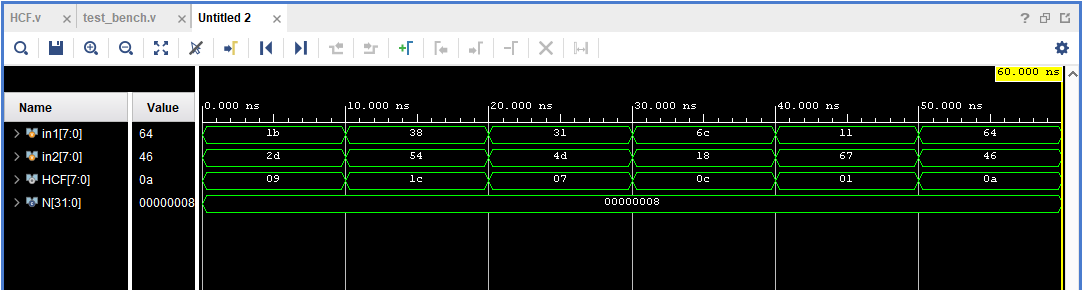 HCF.v × test_bench.v × Untitled 2 × ?
60.000 ns
Name Value 0.000 ns 10.000 ns 20.000 ns 30.000 ns 40.000 ns 50.000 ns
in1[7:0] 64 1b 38 31 6c 11 64
in2[7:0] 46 2d 54 4d 18 67 46
HCF[7:0] 0a 09 1c 07 0c 01 0a
N[31:0] 00000008 00000008